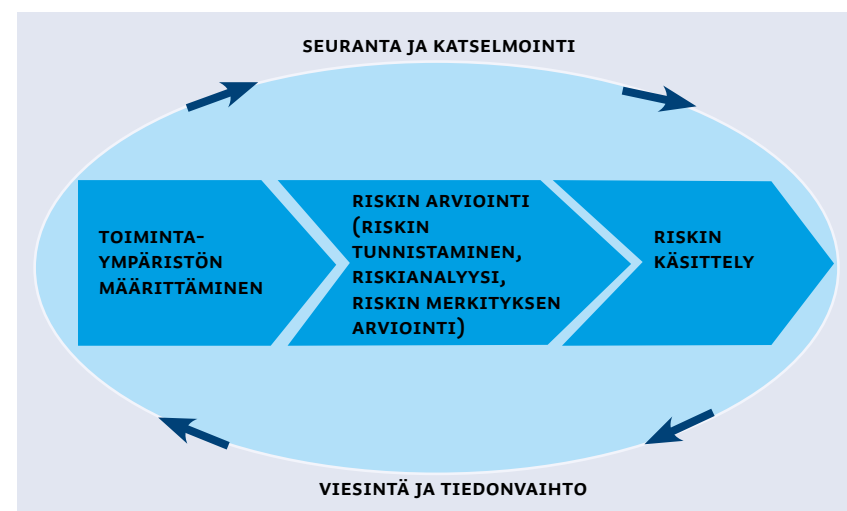 SEURANTA JA KATSELMOINTI
TOIMINTA-
YMPÄRISTÖN
MÄÄRITTÄMINEN
RISKIN ARVIOINTI
(RISKIN
TUNNISTAMINEN,
RISKIANALYYSI,
RISKIN MERKITYKSEN
ARVIOINTI)
RISKIN
KÄSITTELY
VIESINTÄ JA TIEDONVAIHTO